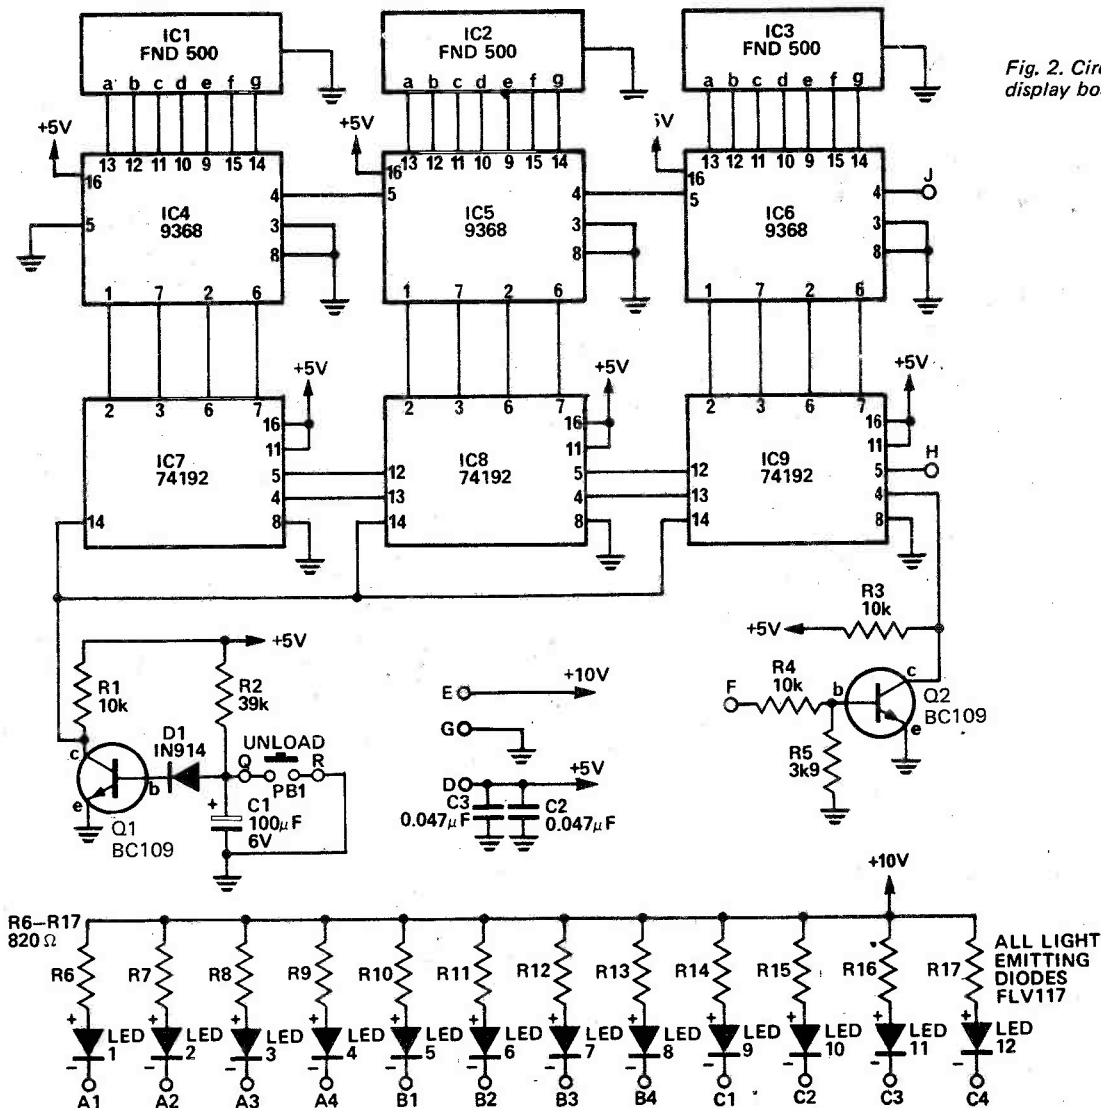 IC1
FND 500
a b c d e f g
IC2
FND 500
a b c d e f g
IC3
FND 500
a b c d e f g
Fig. 2. Circ
display bo
+5V
13 12 11 10 9 15 14
16
5
4
3
8
IC4
9368
1 7 2 6
+5V
13 12 11 10 9 15 14
16
5
4
3
8
IC5
9368
1 7 2 6
5V
13 12 11 10 9 15 14
16
5
4
3
8
J
IC6
9368
1 7 2 6
+5V
2 3 6 7
16
11
IC7
74192
5
4
14
8
+5V
2 3 6 7
16
11
IC8
74192
12
13
14
5
4
8
+5V
2 3 6 7
16
11
IC9
74192
12
13
14
5
4
8
H
+5V
R1
10k
R2
39k
D1
IN914
UNLOAD
Q
R
PB1
c
b
e
Q1
BC109
+
C1
100µF
6V
E
+10V
G
D
+5V
C3
0.047µF
C2
0.047µF
R3
10k
+5V
F
R4
10k
b
c
e
Q2
BC109
R5
3k9
+10V
R6–R17
820 Ω
R6 R7 R8 R9 R10 R11 R12 R13 R14 R15 R16 R17
ALL LIGHT
EMITTING
DIODES
FLV117
+ + + + + + + + + + + +
LED LED LED LED LED LED LED LED LED LED LED LED
1 2 3 4 5 6 7 8 9 10 11 12
- - - - - - - - - - - -
A1 A2 A3 A4 B1 B2 B3 B4 C1 C2 C3 C4